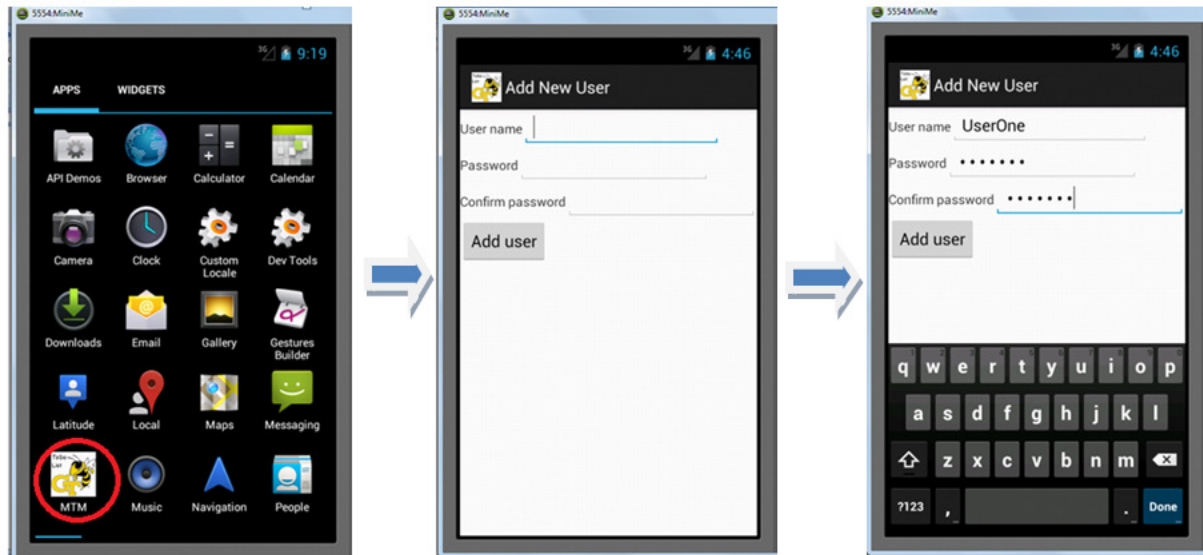 5554:MiniMe
3G 9:19
APPS WIDGETS
API Demos Browser Calculator Calendar
Camera Clock Custom Locale Dev Tools
Downloads Email Gallery Gestures Builder
Latitude Local Maps Messaging
MTM Music Navigation People
5554:MiniMe
3G 4:46
Add New User
User name
Password
Confirm password
Add user
5554:MiniMe
3G 4:46
Add New User
User name UserOne
Password •••••••
Confirm password •••••••
Add user
q w e r t y u i o p
a s d f g h j k l
z x c v b n m
?123 , . Done